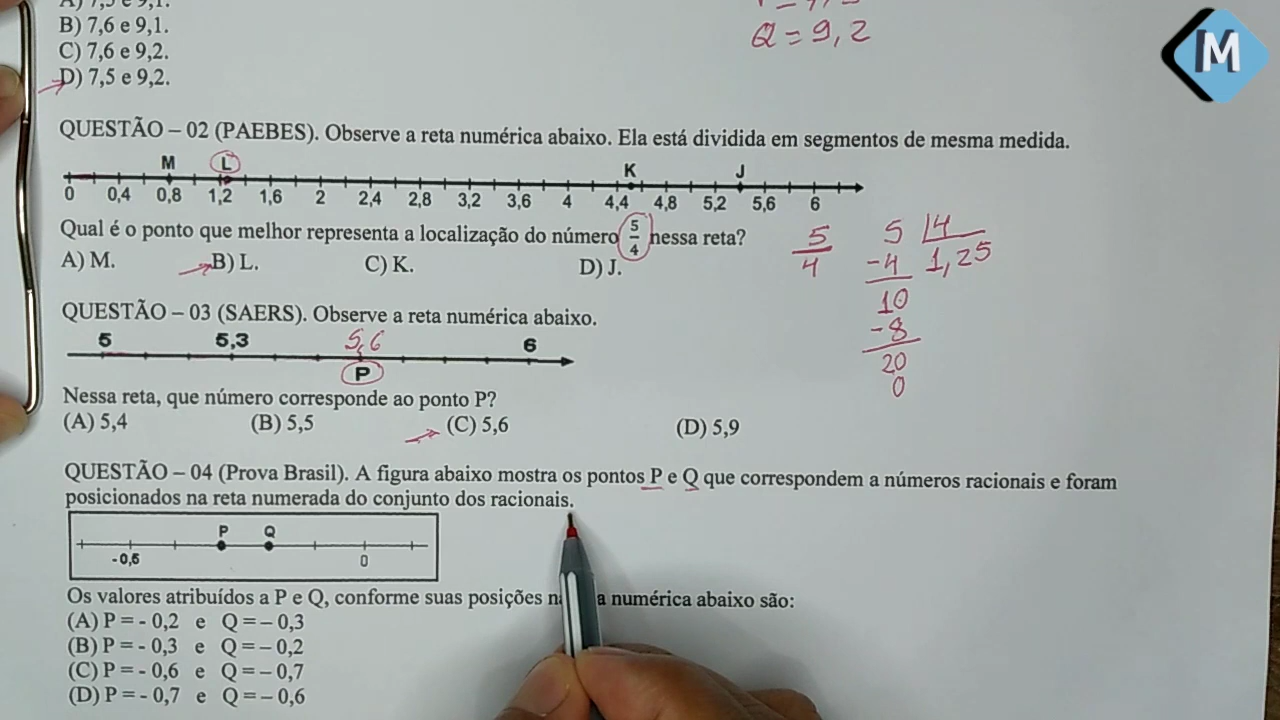 A) 7,5 e 9,1.
B) 7,6 e 9,1.
C) 7,6 e 9,2.
D) 7,5 e 9,2.
Q = 9,2
M
QUESTÃO – 02 (PAEBES). Observe a reta numérica abaixo. Ela está dividida em segmentos de mesma medida.
M L K J
0 0,4 0,8 1,2 1,6 2 2,4 2,8 3,2 3,6 4 4,4 4,8 5,2 5,6 6
Qual é o ponto que melhor representa a localização do número 5/4 nessa reta?
A) M. B) L. C) K. D) J.
5/4
5 4
-4 1,25
10
-8
20
0
QUESTÃO – 03 (SAERS). Observe a reta numérica abaixo.
5 5,3 5,6 6
P
Nessa reta, que número corresponde ao ponto P?
(A) 5,4 (B) 5,5 (C) 5,6 (D) 5,9
QUESTÃO – 04 (Prova Brasil). A figura abaixo mostra os pontos P e Q que correspondem a números racionais e foram
posicionados na reta numerada do conjunto dos racionais.
P Q
-0,5 0
Os valores atribuídos a P e Q, conforme suas posições numérica abaixo são:
(A) P = - 0,2 e Q = – 0,3
(B) P = - 0,3 e Q = – 0,2
(C) P = - 0,6 e Q = – 0,7
(D) P = - 0,7 e Q = – 0,6